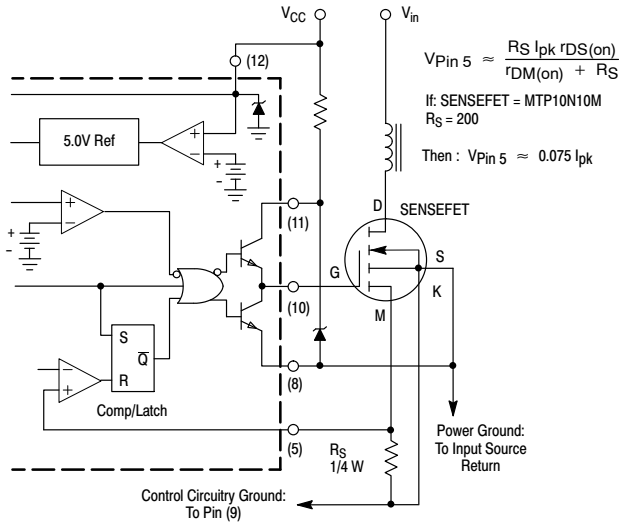 VCC
Vin
(12)
VPin 5 ≈ RS Ipk rDS(on)
rDM(on) + RS
If: SENSEFET = MTP10N10M
RS = 200
5.0V Ref
+
-
+
-
Then : VPin 5 ≈ 0.075 Ipk
D
SENSEFET
(11)
+
-
+
-
S
G
K
(10)
M
S
Q
R
(8)
-
+
Comp/Latch
(5)
RS
1/4 W
Power Ground:
To Input Source
Return
Control Circuitry Ground:
To Pin (9)